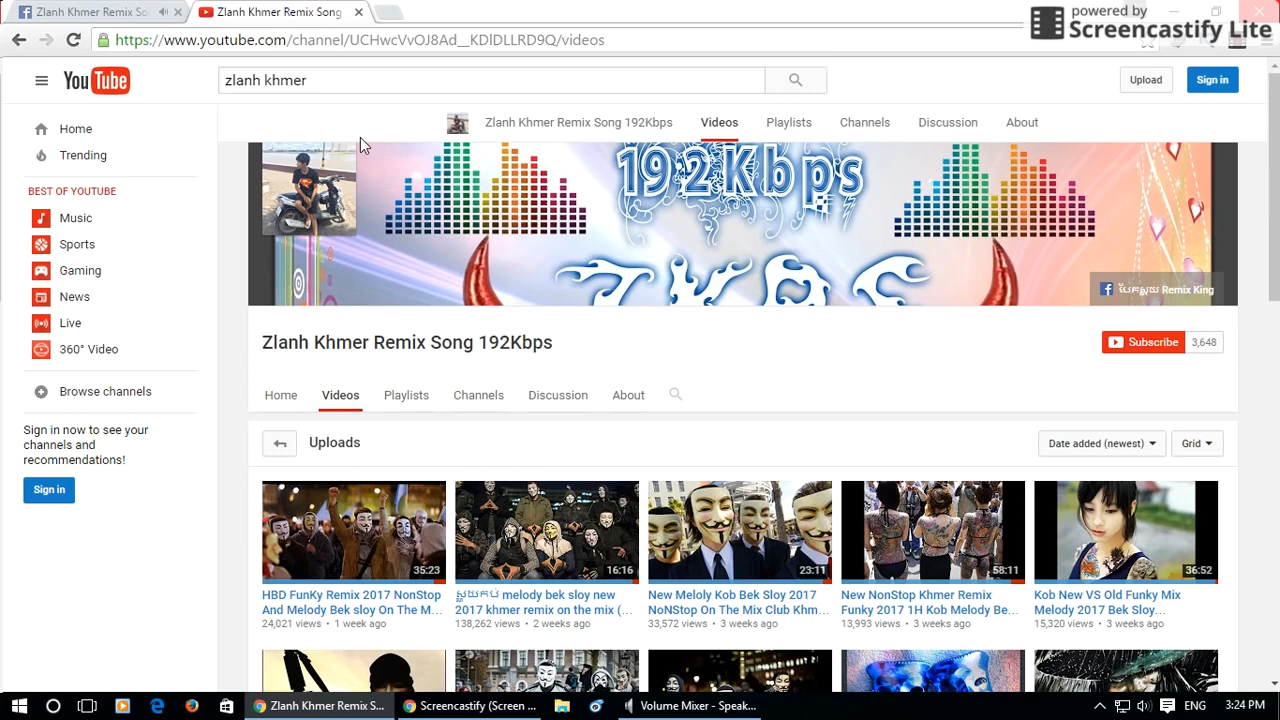 Zlanh Khmer Remix So
Zlanh Khmer Remix Song
powered by
Screencastify Lite
zlanh khmer
Upload
Sign in
YouTube
Zlanh Khmer Remix Song 192Kbps
Videos
Playlists
Channels
Discussion
About
Home
Trending
BEST OF YOUTUBE
Music
Sports
Gaming
News
Live
360° Video
Browse channels
Sign in now to see your
channels and
recommendations!
Sign in
192Kbps
បែកស្លុយ Remix King
Zlanh Khmer Remix Song 192Kbps
Subscribe
3,648
Home
Videos
Playlists
Channels
Discussion
About
Uploads
Date added (newest)
Grid
35:23
16:16
23:11
58:11
36:52
HBD FunKy Remix 2017 NonStop
And Melody Bek sloy On The M...
24,021 views • 1 week ago
melody bek sloy new
2017 khmer remix on the mix (...
138,262 views • 2 weeks ago
New Meloly Kob Bek Sloy 2017
NoNStop On The Mix Club Khm...
33,572 views • 3 weeks ago
New NonStop Khmer Remix
Funky 2017 1H Kob Melody Be...
13,993 views • 3 weeks ago
Kob New VS Old Funky Mix
Melody 2017 Bek Sloy...
15,320 views • 3 weeks ago
Zlanh Khmer Remix S...
Screencastify (Screen ...
Volume Mixer - Speak...
ENG
3:24 PM